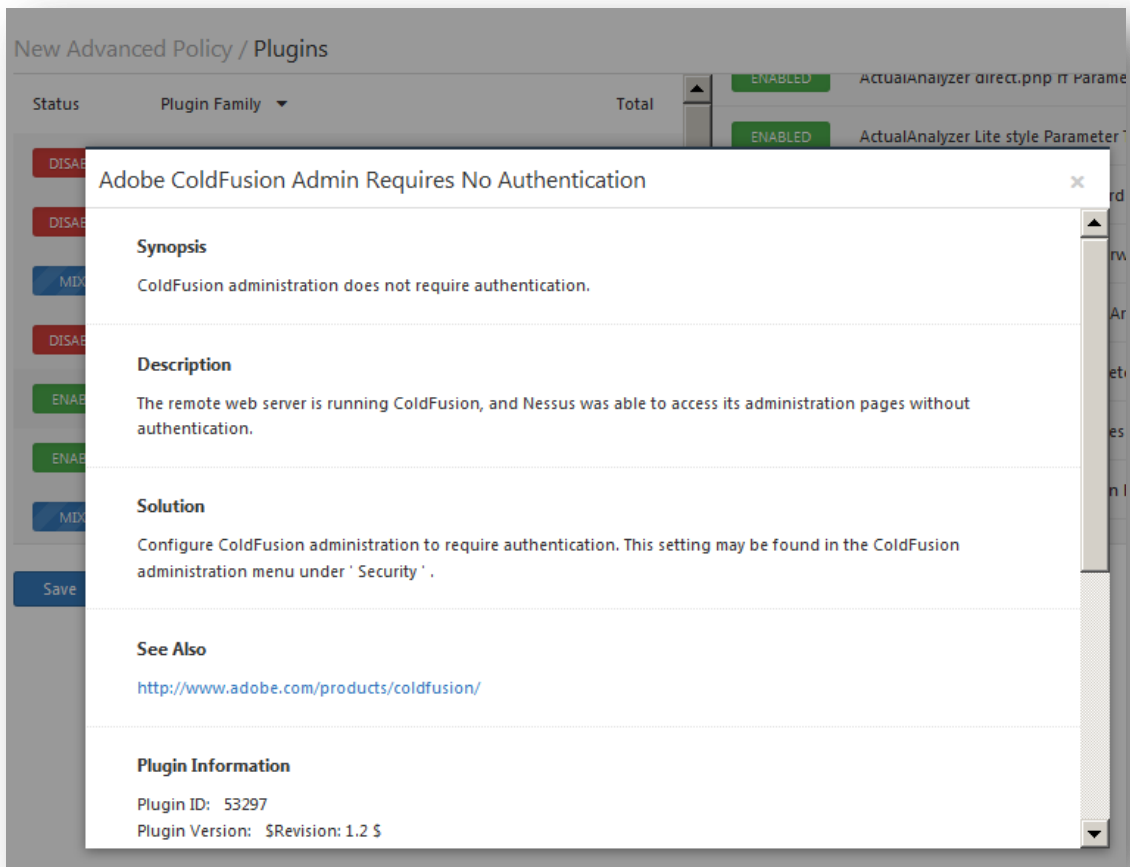 New Advanced Policy / Plugins
Status Plugin Family Total
ENABLED ActualAnalyzer direct.php rf
ENABLED ActualAnalyzer Lite style Parameter
Adobe ColdFusion Admin Requires No Authentication
Synopsis
ColdFusion administration does not require authentication.
Description
The remote web server is running ColdFusion, and Nessus was able to access its administration pages without
authentication.
Solution
Configure ColdFusion administration to require authentication. This setting may be found in the ColdFusion
administration menu under ' Security ' .
See Also
http://www.adobe.com/products/coldfusion/
Plugin Information
Plugin ID: 53297
Plugin Version: $Revision: 1.2 $
Save